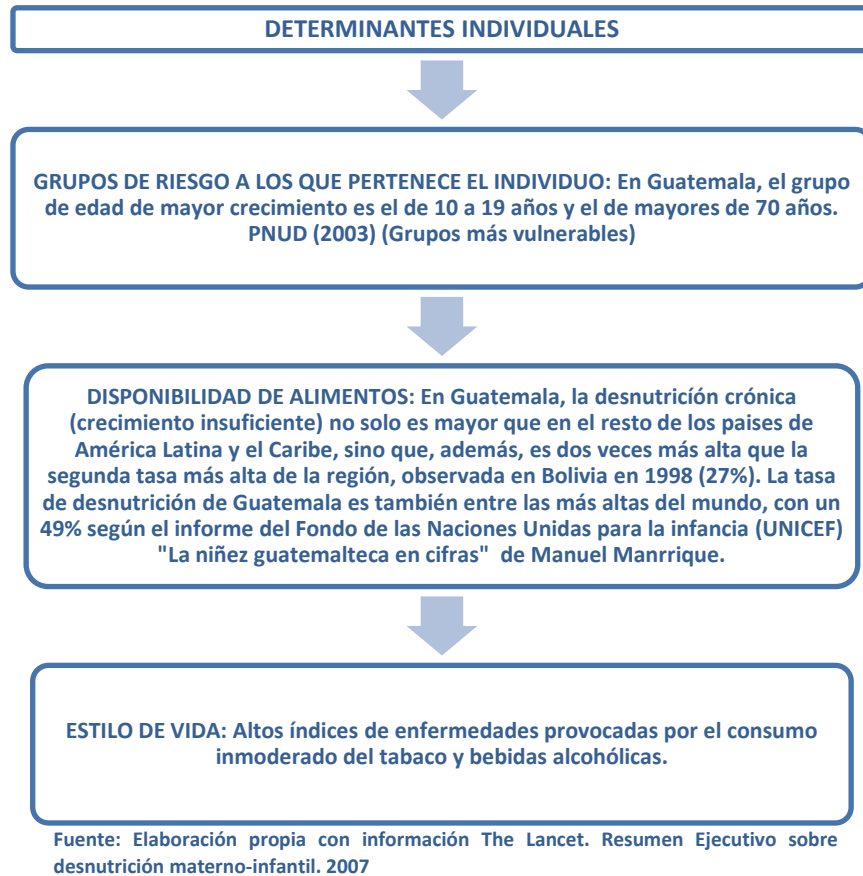 DETERMINANTES INDIVIDUALES
GRUPOS DE RIESGO A LOS QUE PERTENECE EL INDIVIDUO: En Guatemala, el grupo
de edad de mayor crecimiento es el de 10 a 19 años y el de mayores de 70 años.
PNUD (2003) (Grupos más vulnerables)
DISPONIBILIDAD DE ALIMENTOS: En Guatemala, la desnutricíón crónica
(crecimiento insuficiente) no solo es mayor que en el resto de los paises de
América Latina y el Caribe, sino que, además, es dos veces más alta que la
segunda tasa más alta de la región, observada en Bolivia en 1998 (27%). La tasa
de desnutrición de Guatemala es también entre las más altas del mundo, con un
49% según el informe del Fondo de las Naciones Unidas para la infancia (UNICEF)
"La niñez guatemalteca en cifras" de Manuel Manrrique.
ESTILO DE VIDA: Altos índices de enfermedades provocadas por el consumo
inmoderado del tabaco y bebidas alcohólicas.
Fuente: Elaboración propia con información The Lancet. Resumen Ejecutivo sobre
desnutrición materno-infantil. 2007